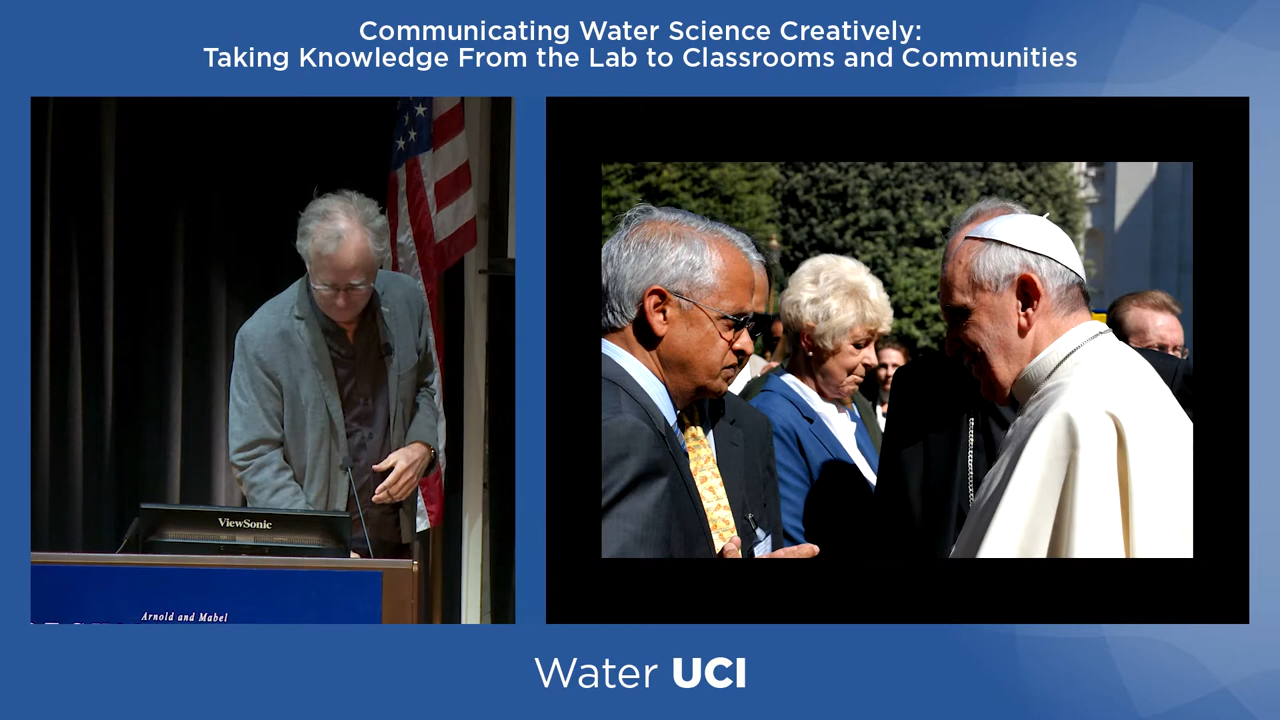 Communicating Water Science Creatively:
Taking Knowledge From the Lab to Classrooms and Communities
ViewSonic
Arnold and Mabel
Water UCI